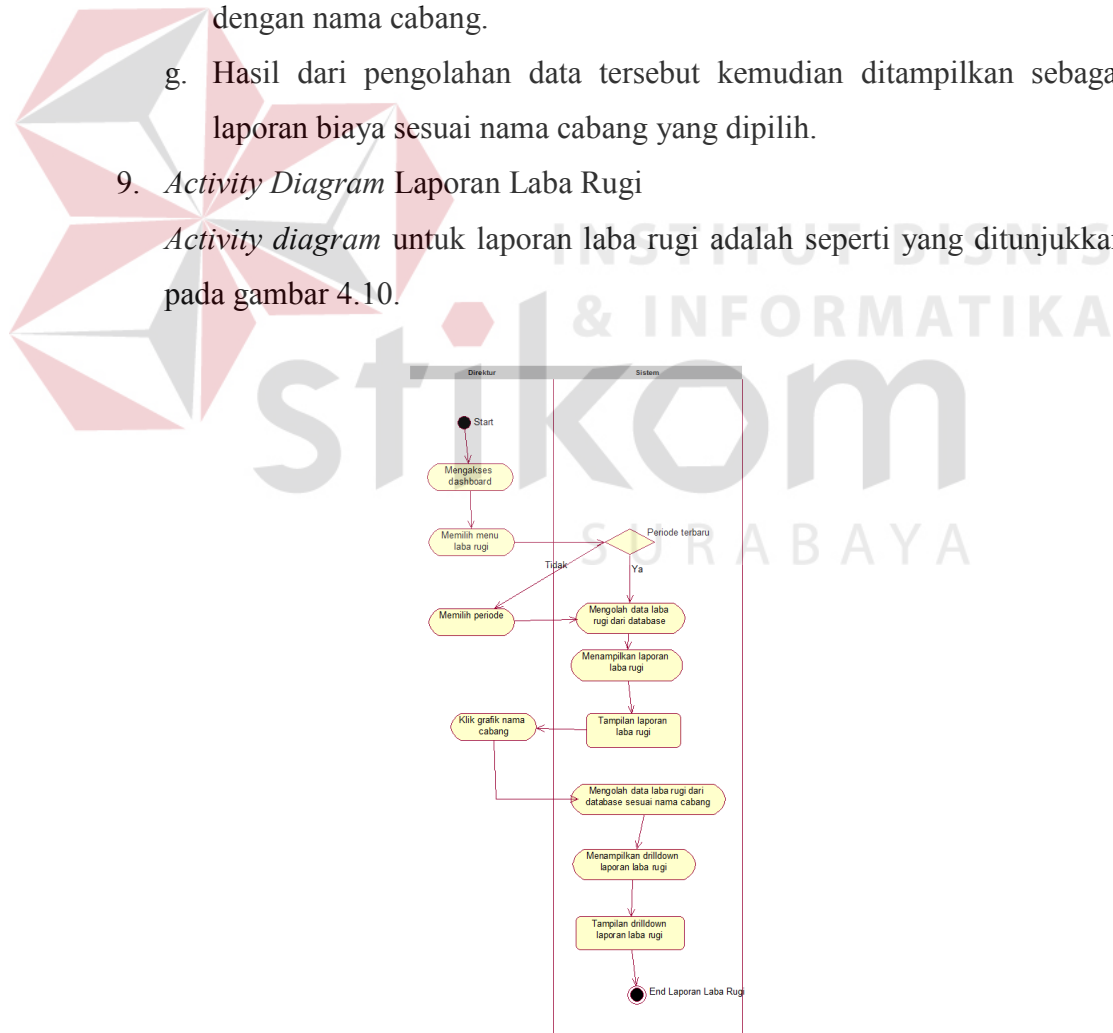 dengan nama cabang.
g. Hasil dari pengolahan data tersebut kemudian ditampilkan sebaga
laporan biaya sesuai nama cabang yang dipilih.
9. Activity Diagram Laporan Laba Rugi
Activity diagram untuk laporan laba rugi adalah seperti yang ditunjukka
pada gambar 4.10.
INSTITUT BISNIS
& INFORMATIKA
stikom
SURABAYA
Direktur
Sistem
Start
Mengakses
dashboard
Memilih menu
laba rugi
Periode terbaru
Tidak
Ya
Memilih periode
Mengolah data laba
rugi dari database
Menampilkan laporan
laba rugi
Klik grafik nama
cabang
Tampilan laporan
laba rugi
Mengolah data laba rugi dari
database sesuai nama cabang
Menampilkan drilldown
laporan laba rugi
Tampilan drilldown
laporan laba rugi
End Laporan Laba Rugi